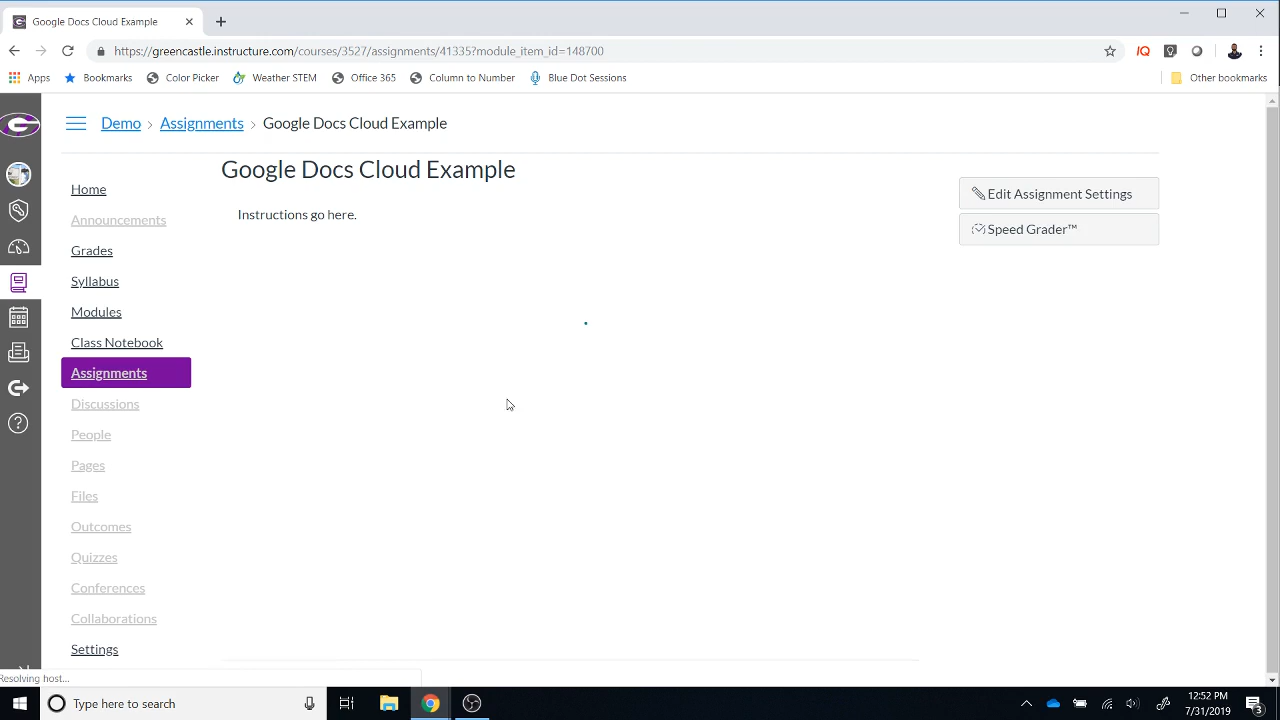 Google Docs Cloud Example
https://greencastle.instructure.com/courses/3527/assignments/41335?module_item_id=148700
IQ
Apps Bookmarks Color Picker Weather STEM Office 365 Column to Number Blue Dot Sessions Other bookmarks
Demo > Assignments > Google Docs Cloud Example
Google Docs Cloud Example
Instructions go here.
Edit Assignment Settings
Speed Grader™
Home
Announcements
Grades
Syllabus
Modules
Class Notebook
Assignments
Discussions
People
Pages
Files
Outcomes
Quizzes
Conferences
Collaborations
Settings
Resolving host...
Type here to search
12:52 PM
7/31/2019
3